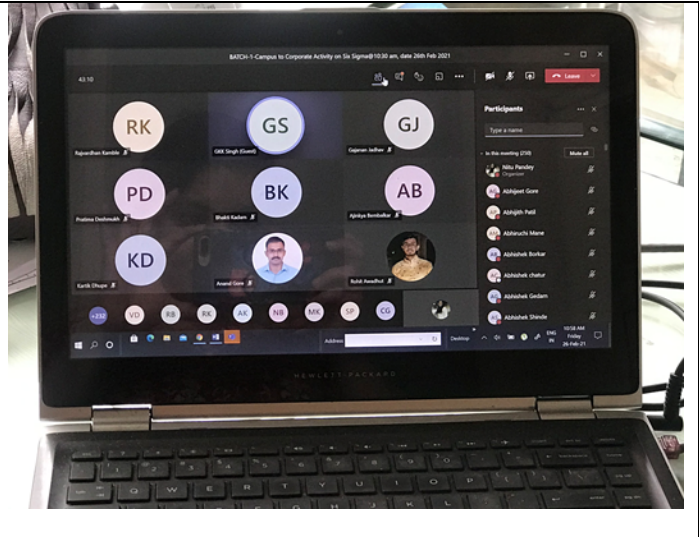 BATCH-1-Campus to Corporate Activity on Six Sigma@10:30 am, date 26th Feb 2021
43:10
Leave
RK
Rajvardhan Kamble
GS
GKK Singh (Guest)
GJ
Gajanan Jadhav
PD
Pratima Deshmukh
BK
Bhakti Kadam
AB
Ajinkya Bembalkar
KD
Kartik Dhupe
Anand Gore
Rohit Awadhut
+232
VD
RB
RK
AK
NB
MK
SP
CG
Participants
Type a name
In this meeting (250)
Mute all
Nitu Pandey
Organizer
Abhijeet Gore
Abhijith Patil
Abhiruchi Mane
Abhishek Borkar
Abhishek chatur
Abhishek Gedam
Abhishek Shinde
Address
Desktop
ENG
IN
10:58 AM
Friday
26-Feb-21
HEWLETT-PACKARD
Q W E R T Y U I O P